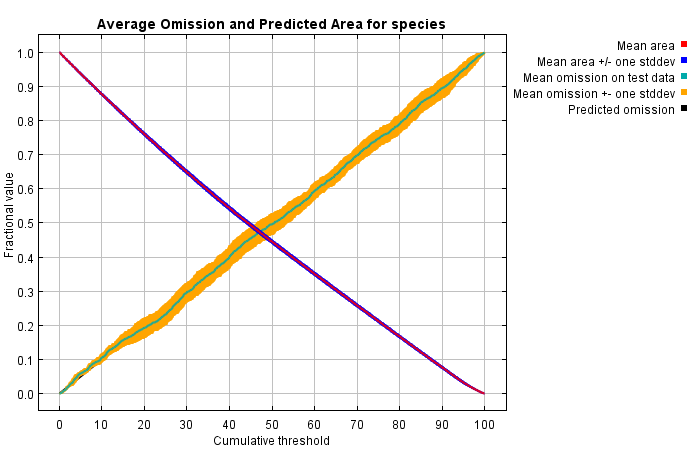 Average Omission and Predicted Area for species
Mean area
Mean area +/- one stddev
Mean omission on test data
Mean omission +- one stddev
Predicted omission
1.0
0.9
0.8
0.7
0.6
0.5
0.4
0.3
0.2
0.1
0.0
Fractional value
0 10 20 30 40 50 60 70 80 90 100
Cumulative threshold